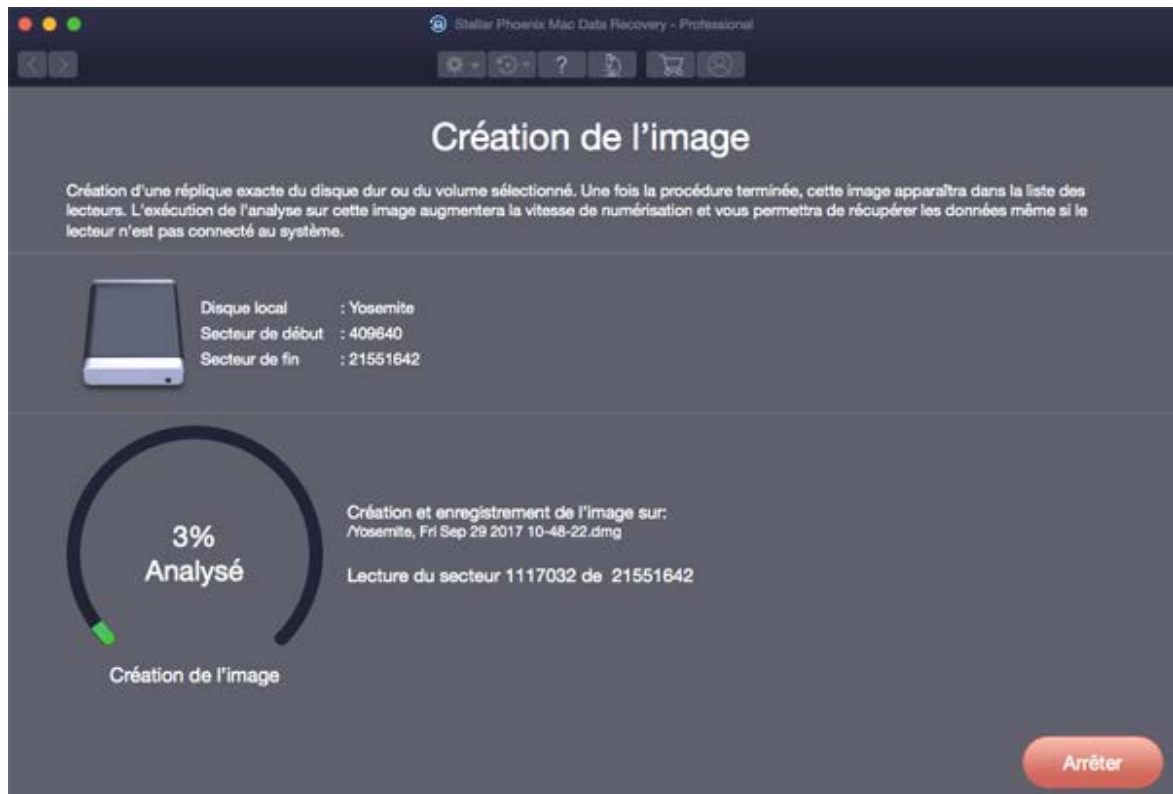 Stellar Phoenix Mac Data Recovery - Professional
?
Création de l'image
Création d'une réplique exacte du disque dur ou du volume sélectionné. Une fois la procédure terminée, cette image apparaîtra dans la liste des
lecteurs. L'exécution de l'analyse sur cette image augmentera la vitesse de numérisation et vous permettra de récupérer les données même si le
lecteur n'est pas connecté au système.
Disque local : Yosemite
Secteur de début : 409640
Secteur de fin : 21551642
3%
Analysé
Création de l'image
Création et enregistrement de l'image sur:
/Yosemite, Fri Sep 29 2017 10-48-22.dmg
Lecture du secteur 1117032 de 21551642
Arrêter